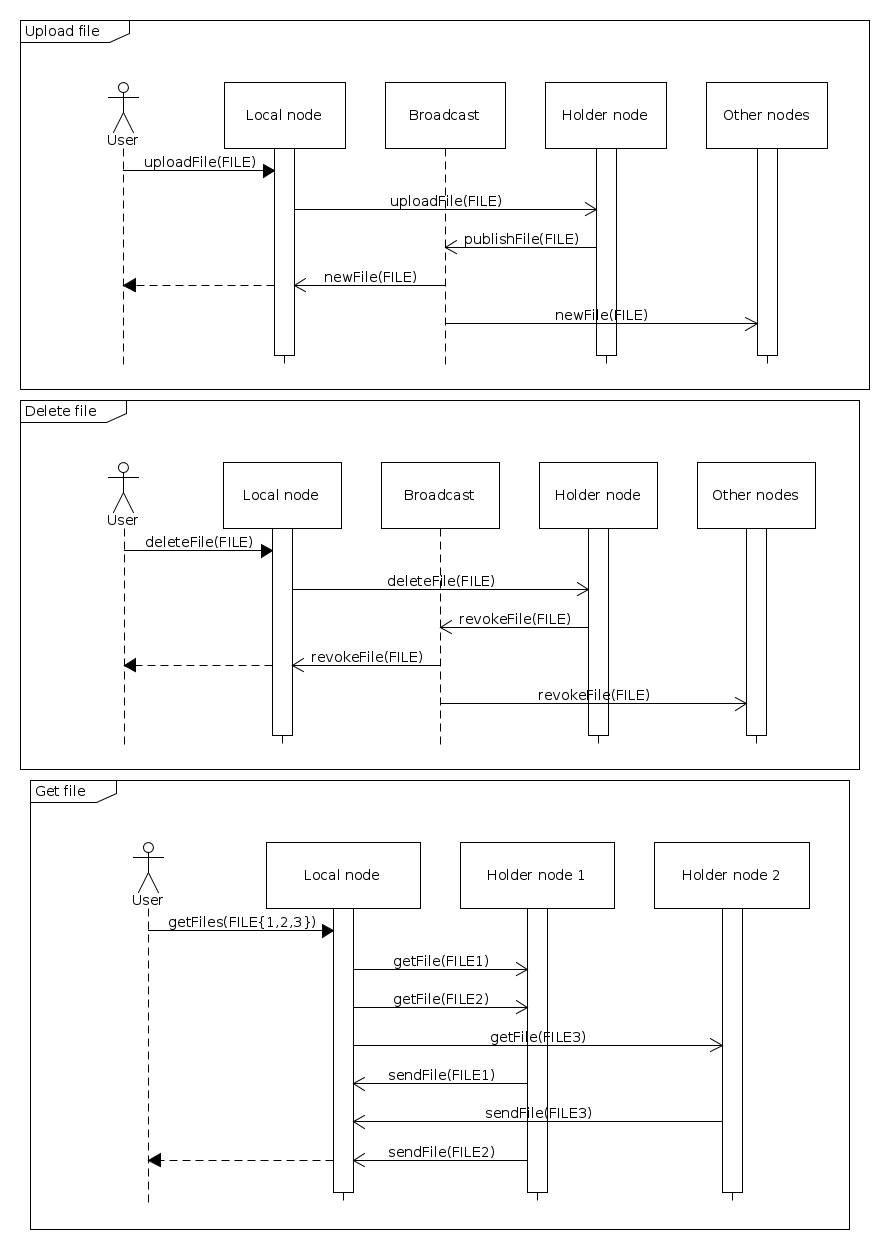 Upload file
User
Local node
Broadcast
Holder node
Other nodes
uploadFile(FILE)
uploadFile(FILE)
publishFile(FILE)
newFile(FILE)
newFile(FILE)
Delete file
User
Local node
Broadcast
Holder node
Other nodes
deleteFile(FILE)
deleteFile(FILE)
revokeFile(FILE)
revokeFile(FILE)
revokeFile(FILE)
Get file
User
Local node
Holder node 1
Holder node 2
getFiles(FILE{1,2,3})
getFile(FILE1)
getFile(FILE2)
getFile(FILE3)
sendFile(FILE1)
sendFile(FILE3)
sendFile(FILE2)